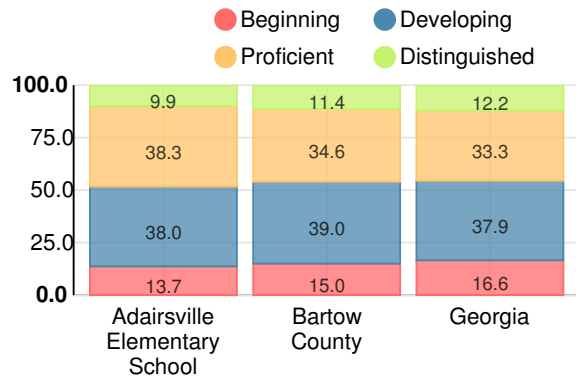 Beginning Developing
Proficient Distinguished
100.0
75.0
50.0
25.0
0.0
9.9 11.4 12.2
38.3 34.6 33.3
38.0 39.0 37.9
13.7 15.0 16.6
Adairsville Bartow Georgia
Elementary County
School